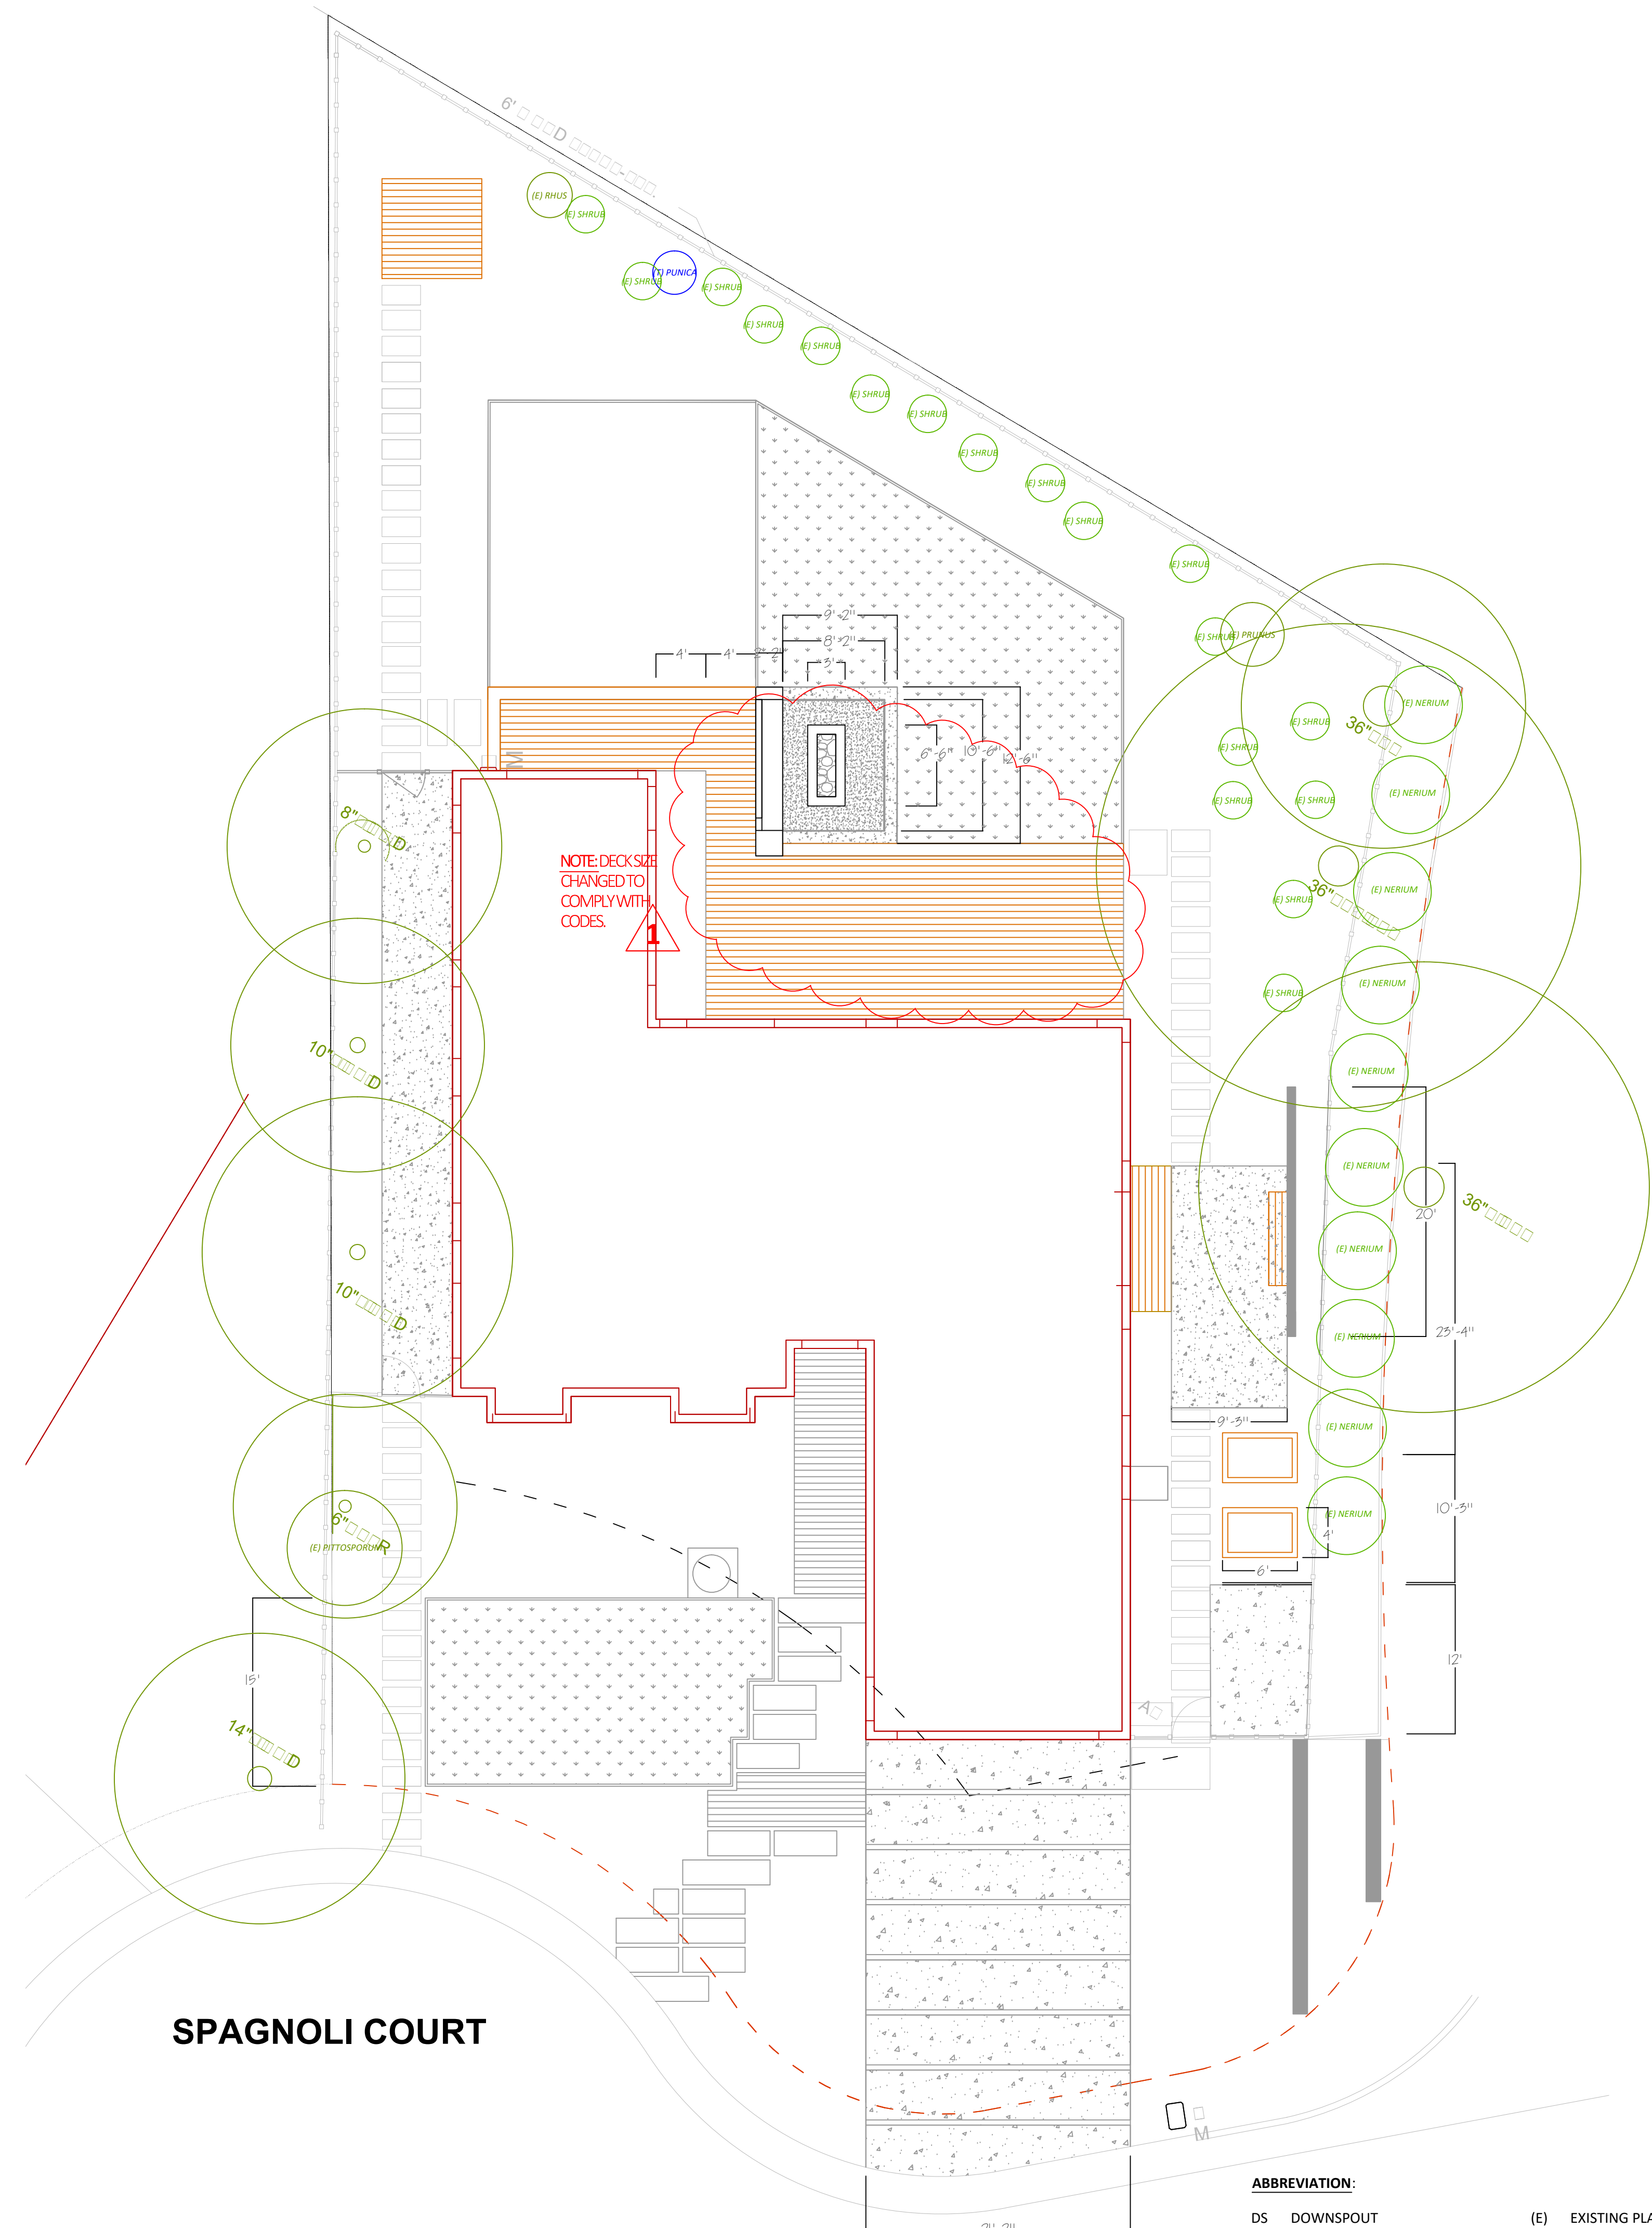 (E) RHUS
(E) SHRUB
(E) SHRUB
(T) PUNICA
(E) SHRUB
(E) SHRUB
(E) SHRUB
(E) SHRUB
(E) SHRUB
(E) SHRUB
(E) SHRUB
(E) SHRUB
(E) SHRUB
(E) SHRUB
(E) PRUNUS
9'-2"
8'-2"
3'
4'
4'
2'-2"
(E) NERIUM
(E) SHRUB
36"
(E) SHRUB
6'-6"
10'-6"
12'-6"
M
(E) SHRUB
(E) SHRUB
(E) NERIUM
8"
NOTE: DECK SIZE
CHANGED TO
COMPLY WITH
CODES.
1
(E) SHRUB
36"
(E) NERIUM
(E) SHRUB
(E) NERIUM
10"
(E) NERIUM
(E) NERIUM
36"
20'
(E) NERIUM
10"
(E) NERIUM
23'-4"
9'-3"
(E) NERIUM
6"
(E) PITTOSPORUM
10'-3"
(E) NERIUM
4'
6'
15'
12'
14"
SPAGNOLI COURT
M
ABBREVIATION:
DS DOWNSPOUT (E) EXISTING